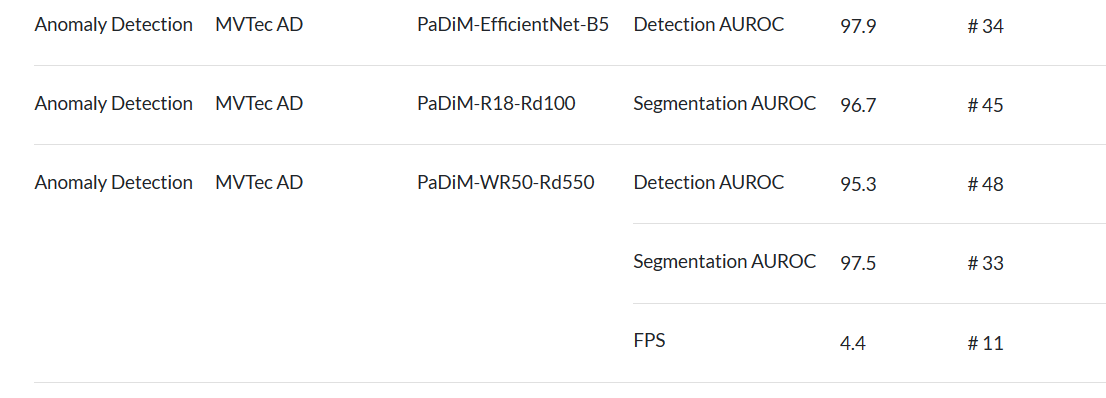 Anomaly Detection MVTec AD PaDiM-EfficientNet-B5 Detection AUROC 97.9 # 34
Anomaly Detection MVTec AD PaDiM-R18-Rd100 Segmentation AUROC 96.7 # 45
Anomaly Detection MVTec AD PaDiM-WR50-Rd550 Detection AUROC 95.3 # 48
Segmentation AUROC 97.5 # 33
FPS 4.4 # 11